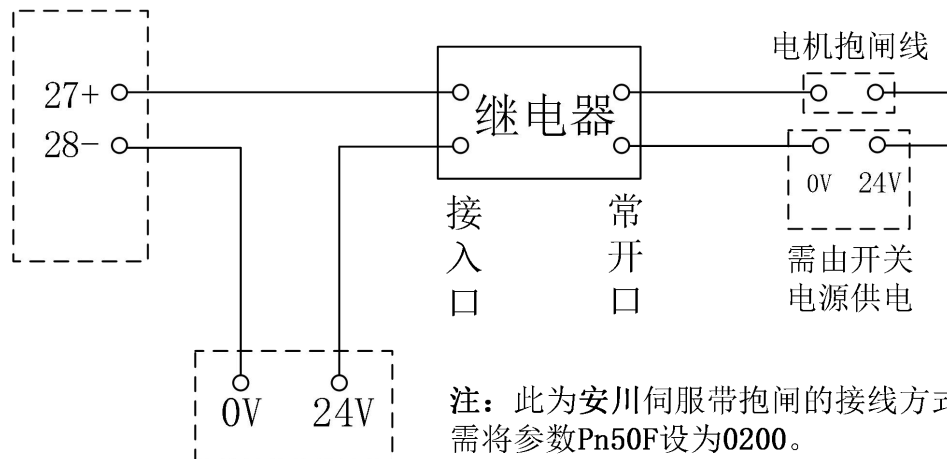 电机抱闸线
27+
28-
继电器
0V 24V
接入口
常开口
需由开关
电源供电
0V 24V
注：此为安川伺服带抱闸的接线方式
需将参数Pn50F设为0200。